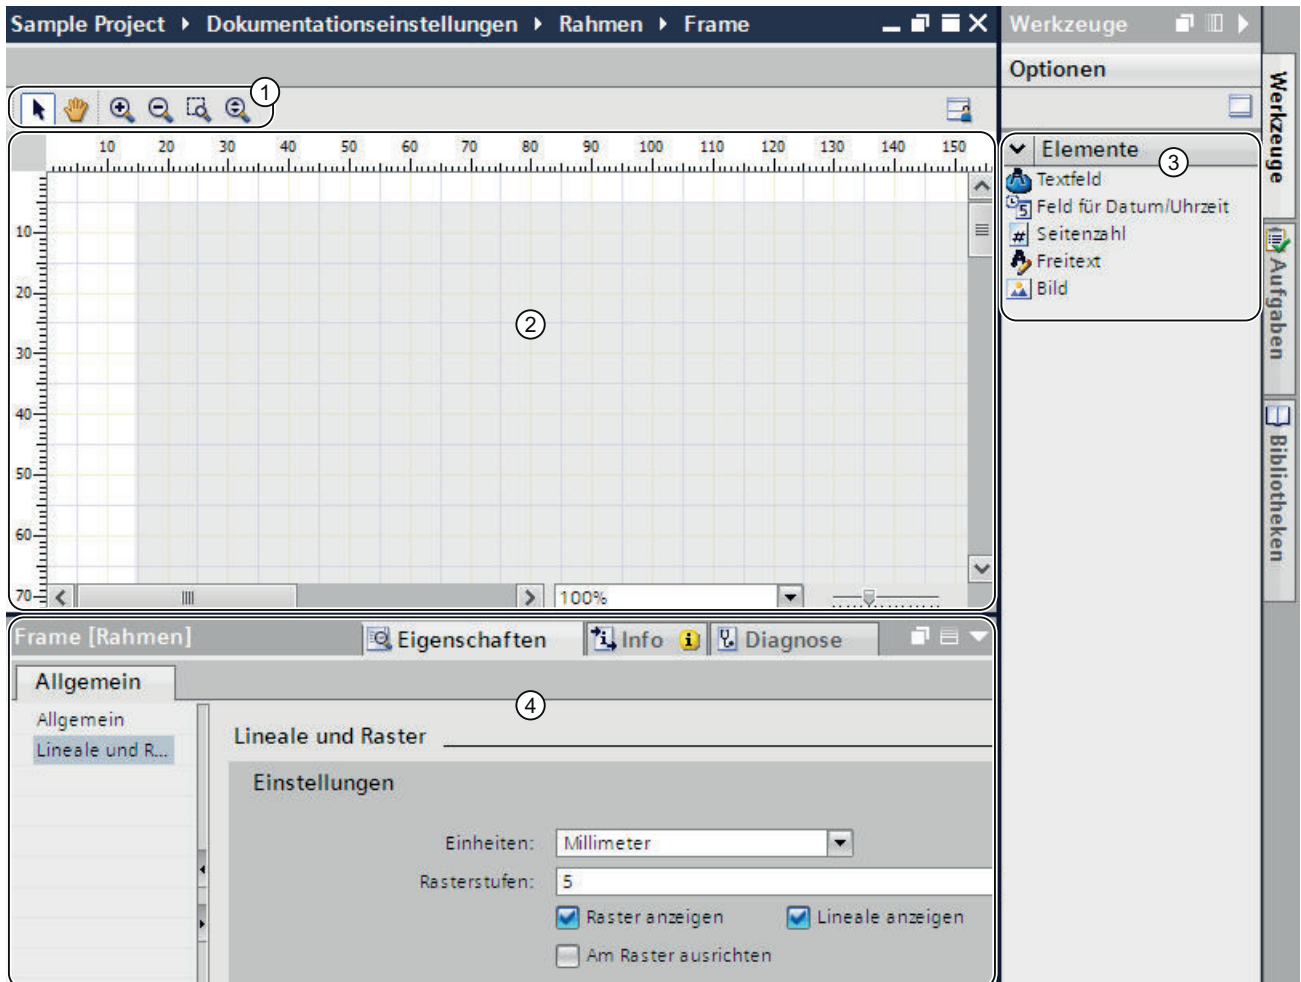 Sample Project ▸ Dokumentationseinstellungen ▸ Rahmen ▸ Frame
Werkzeuge
Optionen
1
10 20 30 40 50 60 70 80 90 100 110 120 130 140 150
10
20
30
40
50
60
70
2
100%
Elemente
3
Textfeld
Feld für Datum/Uhrzeit
Seitenzahl
Freitext
Bild
Werkzeuge
Aufgaben
Bibliotheken
Frame [Rahmen]
Eigenschaften
Info
Diagnose
Allgemein
4
Allgemein
Lineale und R...
Lineale und Raster
Einstellungen
Einheiten: Millimeter
Rasterstufen: 5
Raster anzeigen
Lineale anzeigen
Am Raster ausrichten